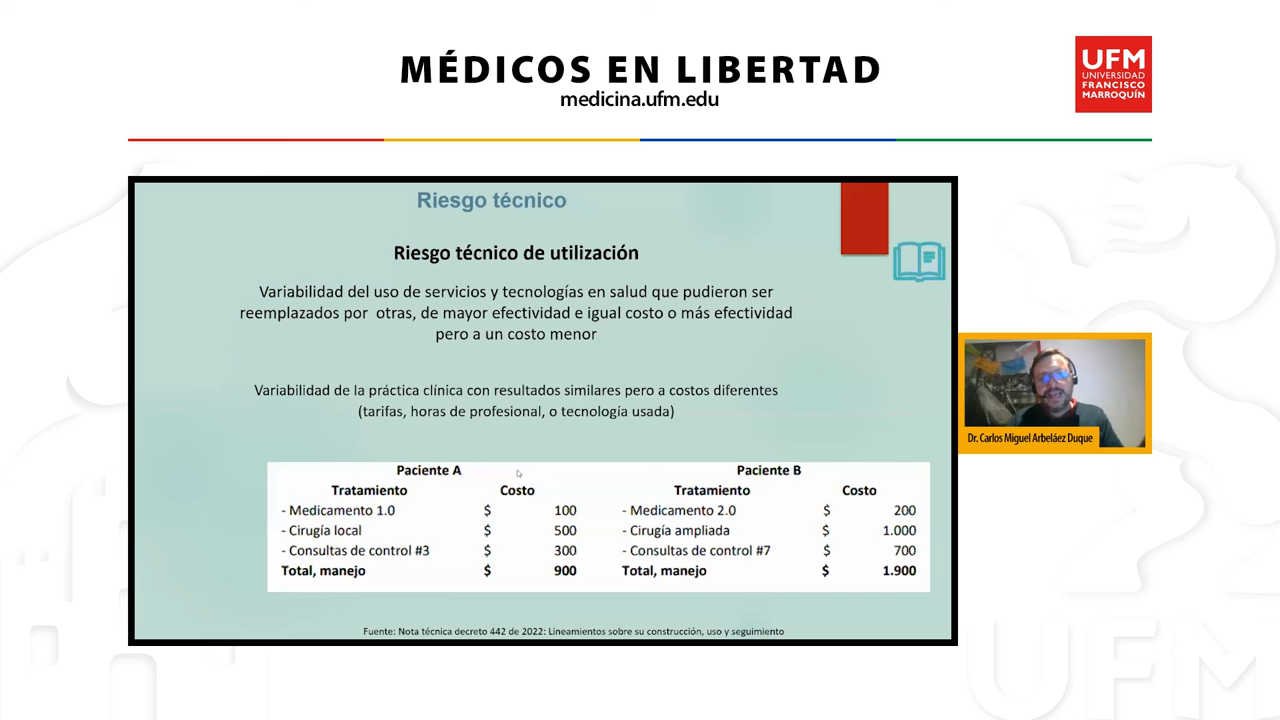 MÉDICOS EN LIBERTAD
medicina.ufm.edu
UFM
UNIVERSIDAD
FRANCISCO
MARROQUÍN
Riesgo técnico
Riesgo técnico de utilización
Variabilidad del uso de servicios y tecnologías en salud que pudieron ser
reemplazados por otras, de mayor efectividad e igual costo o más efectividad
pero a un costo menor
Variabilidad de la práctica clínica con resultados similares pero a costos diferentes
(tarifas, horas de profesional, o tecnología usada)
Paciente A Paciente B
Tratamiento Costo Tratamiento Costo
- Medicamento 1.0 $ 100 - Medicamento 2.0 $ 200
- Cirugía local $ 500 - Cirugía ampliada $ 1.000
- Consultas de control #3 $ 300 - Consultas de control #7 $ 700
Total, manejo $ 900 Total, manejo $ 1.900
Fuente: Nota técnica decreto 442 de 2022: Lineamientos sobre su construcción, uso y seguimiento
Dr. Carlos Miguel Arbeláez Duque
UFM